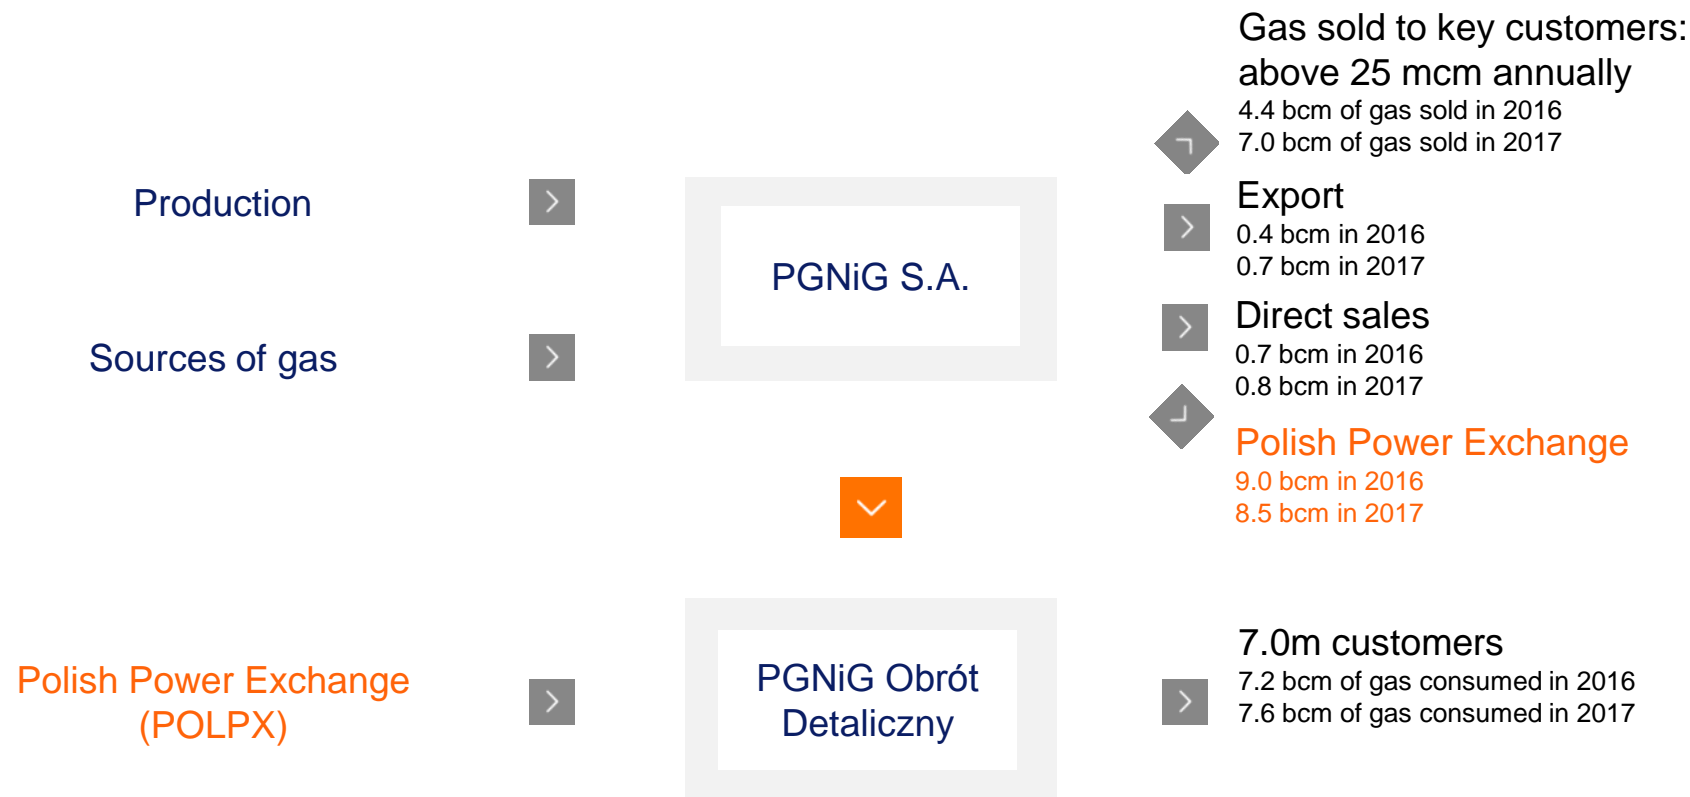 Gas sold to key customers:
above 25 mcm annually
4.4 bcm of gas sold in 2016
7.0 bcm of gas sold in 2017
Production
Export
0.4 bcm in 2016
0.7 bcm in 2017
PGNiG S.A.
Sources of gas
Direct sales
0.7 bcm in 2016
0.8 bcm in 2017
Polish Power Exchange
9.0 bcm in 2016
8.5 bcm in 2017
Polish Power Exchange
(POLPX)
PGNiG Obrót
Detaliczny
7.0m customers
7.2 bcm of gas consumed in 2016
7.6 bcm of gas consumed in 2017